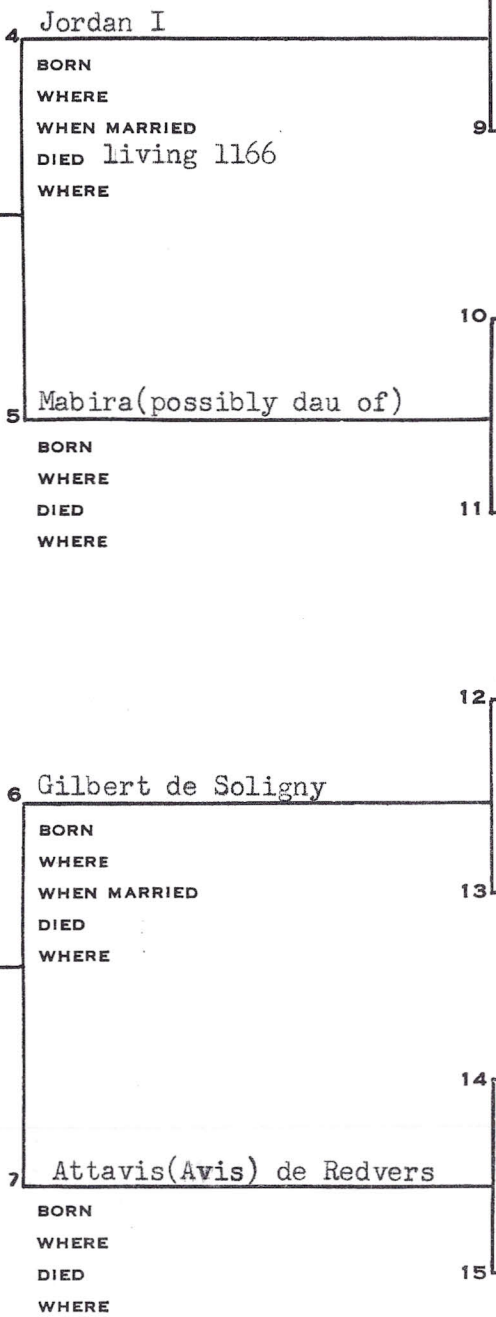 4 Jordan I
BORN
WHERE
WHEN MARRIED
DIED living 1166
WHERE
9
10
5 Mabira(possibly dau of)
BORN
WHERE
DIED
WHERE
11
12
6 Gilbert de Soligny
BORN
WHERE
WHEN MARRIED
DIED
WHERE
13
14
7 Attavis(Avis) de Redvers
BORN
WHERE
DIED
WHERE
15